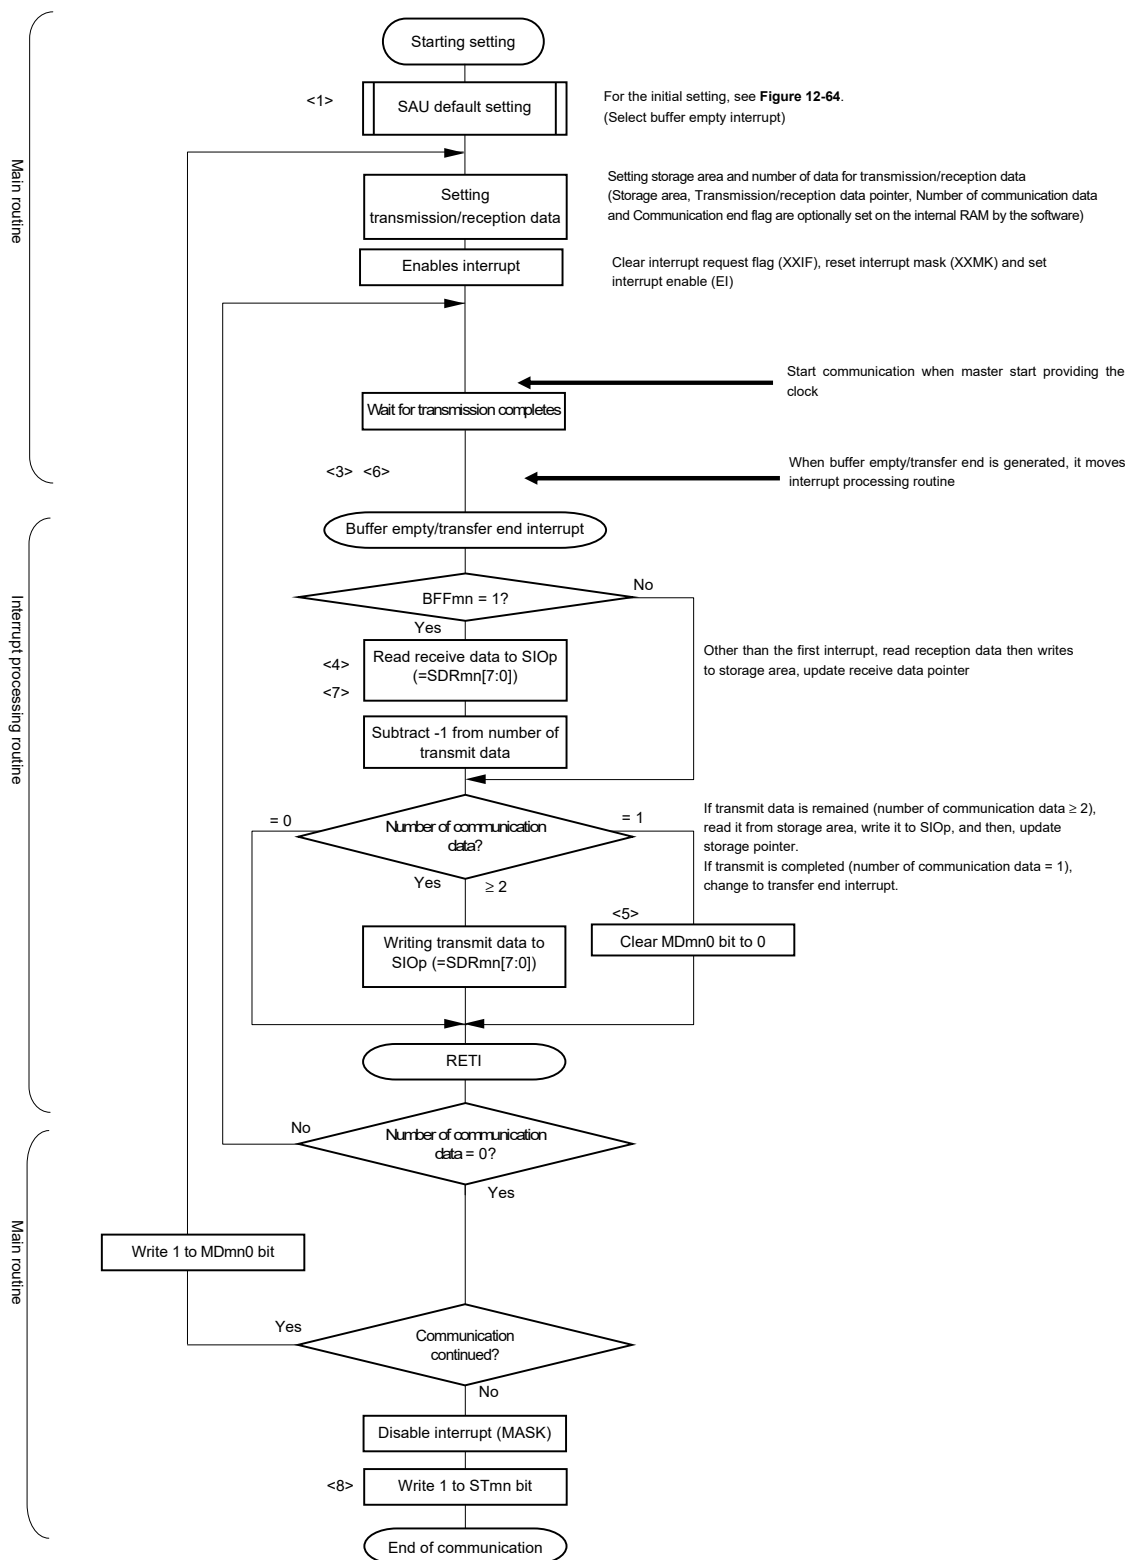 Starting setting
<1>
SAU default setting
For the initial setting, see Figure 12-64.
(Select buffer empty interrupt)
Main routine
Setting
transmission/reception data
Setting storage area and number of data for transmission/reception data
(Storage area, Transmission/reception data pointer, Number of communication data
and Communication end flag are optionally set on the internal RAM by the software)
Enables interrupt
Clear interrupt request flag (XXIF), reset interrupt mask (XXMK) and set
interrupt enable (EI)
Start communication when master start providing the
clock
Wait for transmission completes
<3> <6>
When buffer empty/transfer end is generated, it moves
interrupt processing routine
Interrupt processing routine
Buffer empty/transfer end interrupt
BFFmn = 1?
No
Yes
<4>
<7>
Read receive data to SIOp
(=SDRmn[7:0])
Other than the first interrupt, read reception data then writes
to storage area, update receive data pointer
Subtract -1 from number of
transmit data
= 0
Number of communication
data?
= 1
Yes
≥ 2
If transmit data is remained (number of communication data ≥ 2),
read it from storage area, write it to SIOp, and then, update
storage pointer.
If transmit is completed (number of communication data = 1),
change to transfer end interrupt.
Writing transmit data to
SIOp (=SDRmn[7:0])
<5>
Clear MDmn0 bit to 0
RETI
No
Number of communication
data = 0?
Yes
Main routine
Write 1 to MDmn0 bit
Yes
Communication
continued?
No
Disable interrupt (MASK)
<8>
Write 1 to STmn bit
End of communication